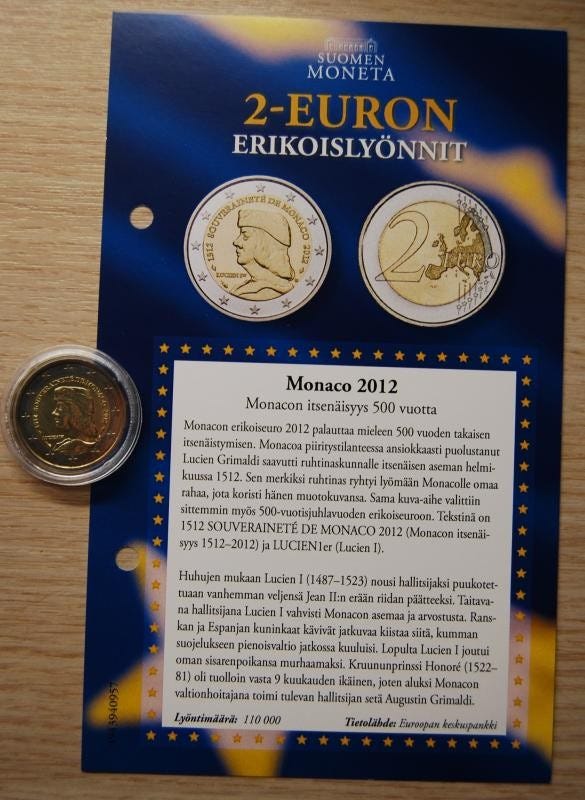 SUOMEN
MONETA
2-EURON
ERIKOISLYÖNNIT
1512 SOUVERAINETÉ DE MONACO 2012
LUCIEN Ier
2
Monaco 2012
Monacon itsenäisyys 500 vuotta
Monacon erikoiseuro 2012 palauttaa mieleen 500 vuoden takaisen
itsenäistymisen. Monacoa piiritystilanteessa ansiokkaasti puolustanut
Lucien Grimaldi saavutti ruhtinaskunnalle itsenäisen aseman helmi-
kuussa 1512. Sen merkiksi ruhtinas ryhtyi lyömään Monacolle omaa
rahaa, jota koristi hänen muotokuvansa. Sama kuva-aihe valittiin
sittemmin myös 500-vuotisjuhlavuoden erikoiseuroon. Tekstinä on
1512 SOUVERAINETÉ DE MONACO 2012 (Monacon itsenäi-
syys 1512–2012) ja LUCIEN1er (Lucien I).
Huhujen mukaan Lucien I (1487–1523) nousi hallitsijaksi puukotet-
tuaan vanhemman veljensä Jean II:n erään riidan päätteeksi. Taitava-
na hallitsijana Lucien I vahvisti Monacon asemaa ja arvostusta. Rans-
kan ja Espanjan kuninkaat kävivät jatkuvaa kiistaa siitä, kumman
suojelukseen pienoisvaltio jatkossa kuuluisi. Lopulta Lucien I joutui
oman sisarenpoikansa murhaamaksi. Kruununprinssi Honoré (1522–
81) oli tuolloin vasta 9 kuukauden ikäinen, joten aluksi Monacon
valtionhoitajana toimi tulevan hallitsijan setä Augustin Grimaldi.
Lyöntimäärä: 110 000
Tietolähde: Euroopan keskuspankki